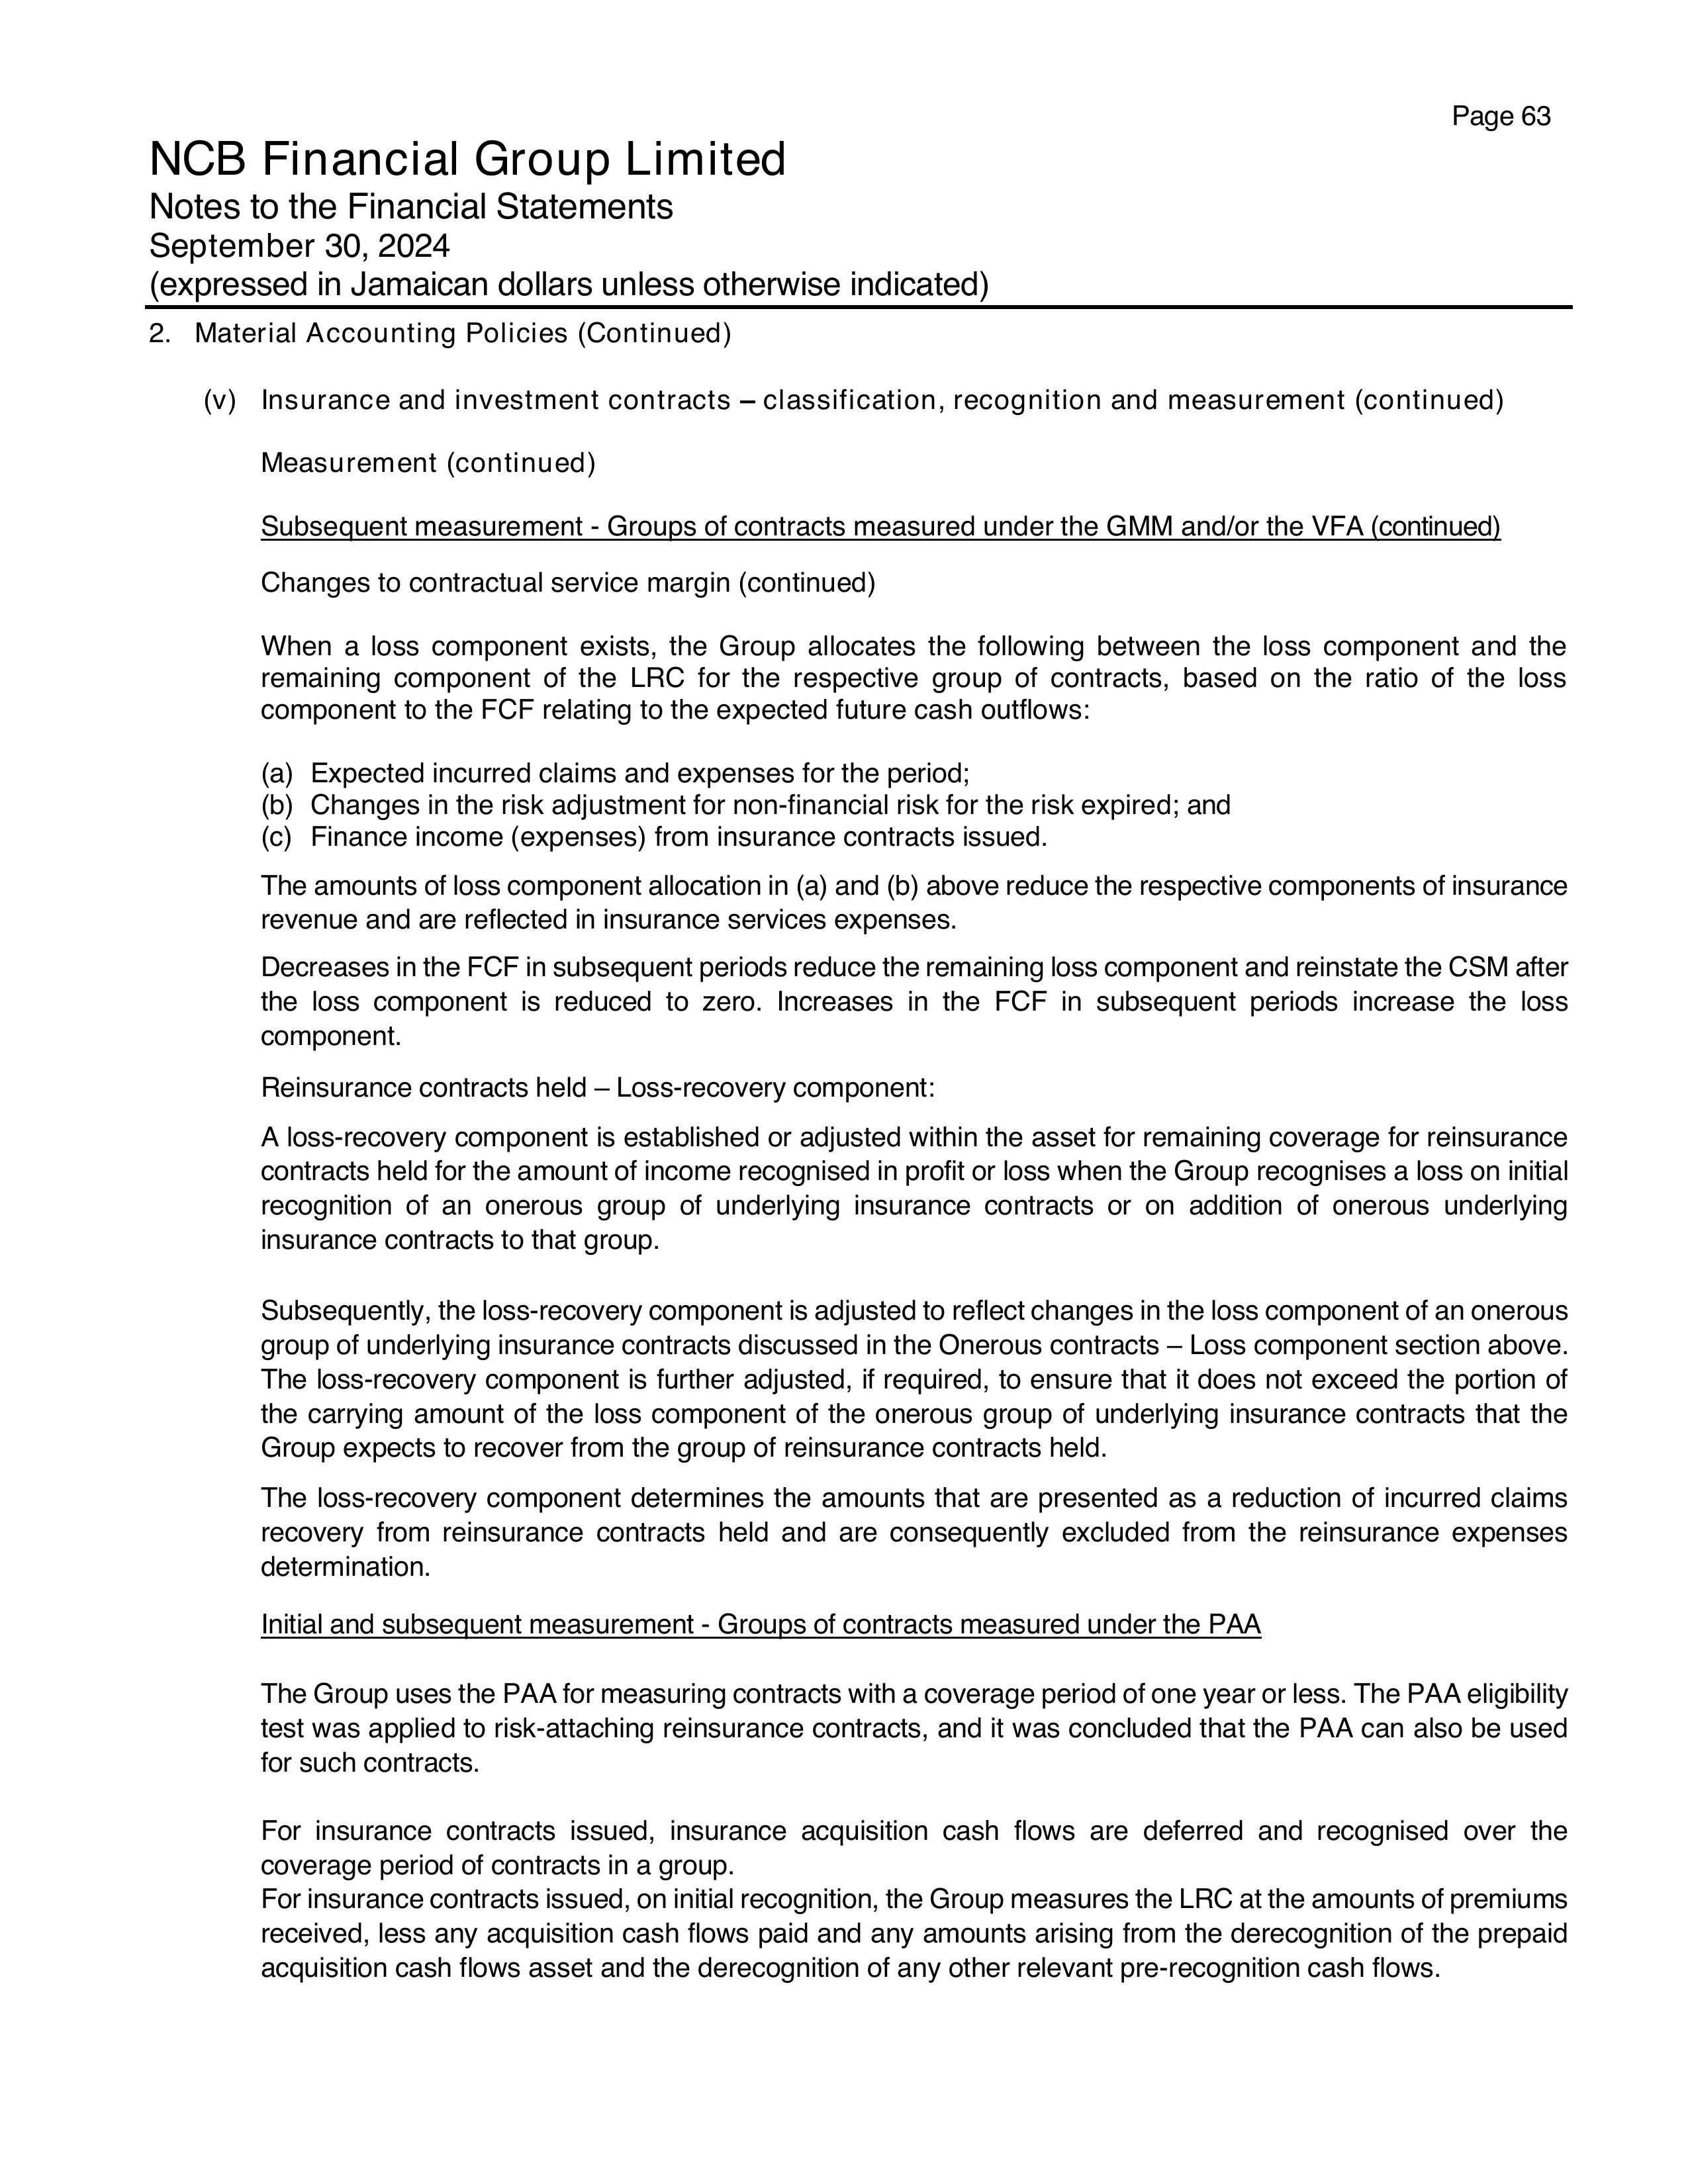 Page 63
NCB Financial Group Limited
Notes to the Financial Statements
September 30, 2024
(expressed in Jamaican dollars unless otherwise indicated)
2. Material Accounting Policies (Continued)
(v) Insurance and investment contracts – classification, recognition and measurement (continued)
Measurement (continued)
Subsequent measurement - Groups of contracts measured under the GMM and/or the VFA (continued)
Changes to contractual service margin (continued)
When a loss component exists, the Group allocates the following between the loss component and the
remaining component of the LRC for the respective group of contracts, based on the ratio of the loss
component to the FCF relating to the expected future cash outflows:
(a) Expected incurred claims and expenses for the period;
(b) Changes in the risk adjustment for non-financial risk for the risk expired; and
(c) Finance income (expenses) from insurance contracts issued.
The amounts of loss component allocation in (a) and (b) above reduce the respective components of insurance
revenue and are reflected in insurance services expenses.
Decreases in the FCF in subsequent periods reduce the remaining loss component and reinstate the CSM after
the loss component is reduced to zero. Increases in the FCF in subsequent periods increase the loss
component.
Reinsurance contracts held – Loss-recovery component:
A loss-recovery component is established or adjusted within the asset for remaining coverage for reinsurance
contracts held for the amount of income recognised in profit or loss when the Group recognises a loss on initial
recognition of an onerous group of underlying insurance contracts or on addition of onerous underlying
insurance contracts to that group.
Subsequently, the loss-recovery component is adjusted to reflect changes in the loss component of an onerous
group of underlying insurance contracts discussed in the Onerous contracts – Loss component section above.
The loss-recovery component is further adjusted, if required, to ensure that it does not exceed the portion of
the carrying amount of the loss component of the onerous group of underlying insurance contracts that the
Group expects to recover from the group of reinsurance contracts held.
The loss-recovery component determines the amounts that are presented as a reduction of incurred claims
recovery from reinsurance contracts held and are consequently excluded from the reinsurance expenses
determination.
Initial and subsequent measurement - Groups of contracts measured under the PAA
The Group uses the PAA for measuring contracts with a coverage period of one year or less. The PAA eligibility
test was applied to risk-attaching reinsurance contracts, and it was concluded that the PAA can also be used
for such contracts.
For insurance contracts issued, insurance acquisition cash flows are deferred and recognised over the
coverage period of contracts in a group.
For insurance contracts issued, on initial recognition, the Group measures the LRC at the amounts of premiums
received, less any acquisition cash flows paid and any amounts arising from the derecognition of the prepaid
acquisition cash flows asset and the derecognition of any other relevant pre-recognition cash flows.